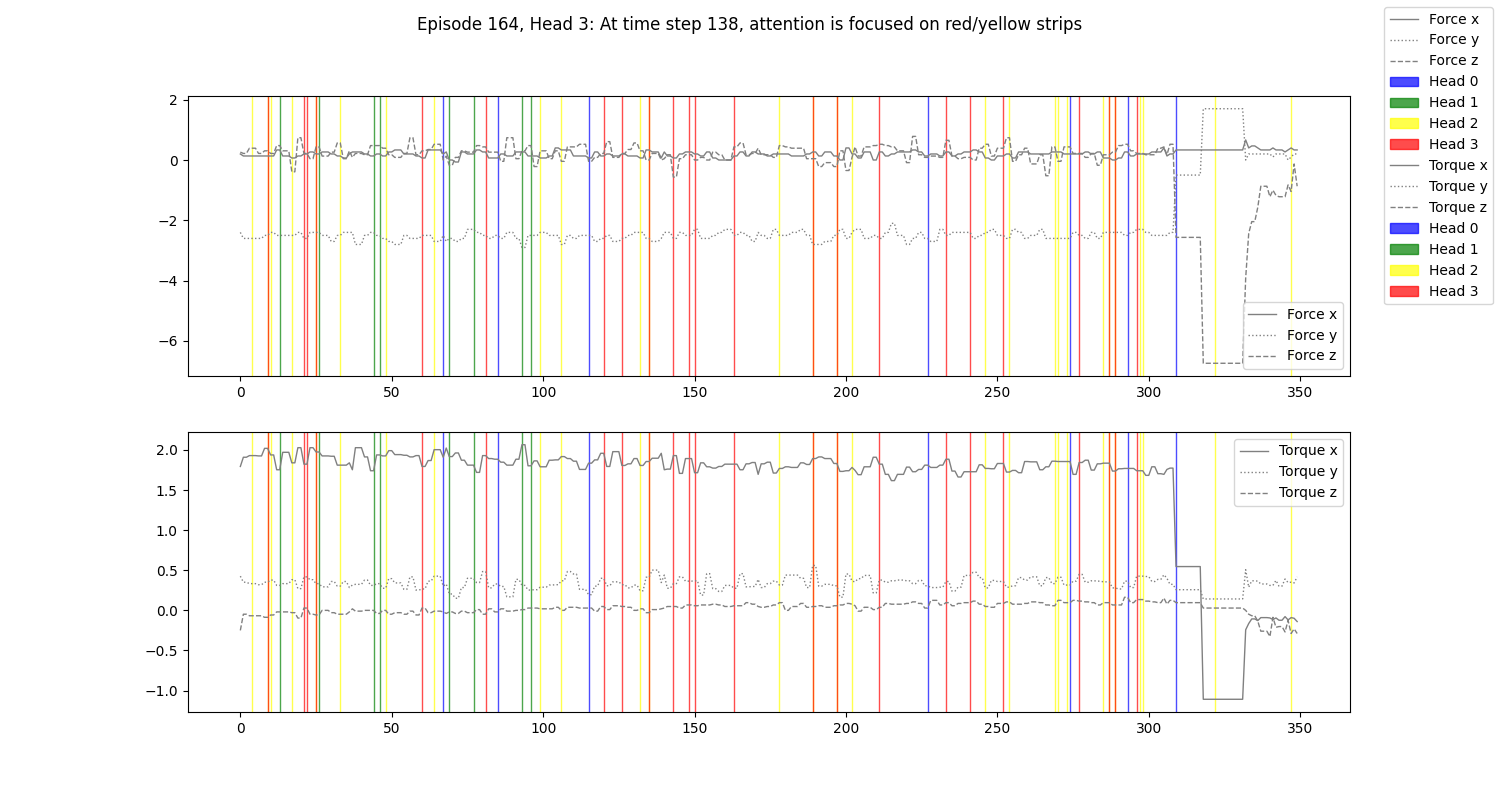 Episode 164, Head 3: At time step 138, attention is focused on red/yellow strips
Force x
Force y
Force z
Head 0
Head 1
Head 2
Head 3
Torque x
Torque y
Torque z
Head 0
Head 1
Head 2
Head 3
2
0
−2
−4
−6
Force x
Force y
Force z
0 50 100 150 200 250 300 350
2.0
1.5
1.0
0.5
0.0
−0.5
−1.0
Torque x
Torque y
Torque z
0 50 100 150 200 250 300 350